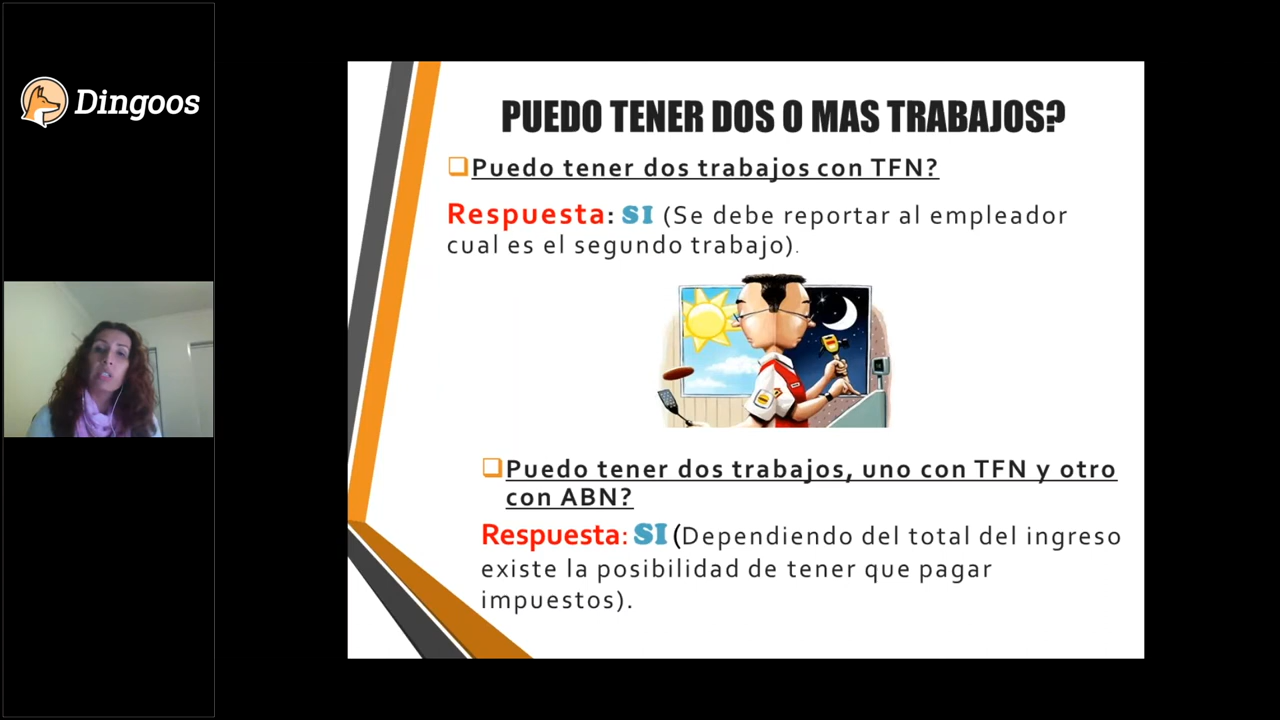 Dingoos
PUEDO TENER DOS O MAS TRABAJOS?
Puedo tener dos trabajos con TFN?
Respuesta: SI (Se debe reportar al empleador
cual es el segundo trabajo).
Puedo tener dos trabajos, uno con TFN y otro
con ABN?
Respuesta: SI (Dependiendo del total del ingreso
existe la posibilidad de tener que pagar
impuestos).